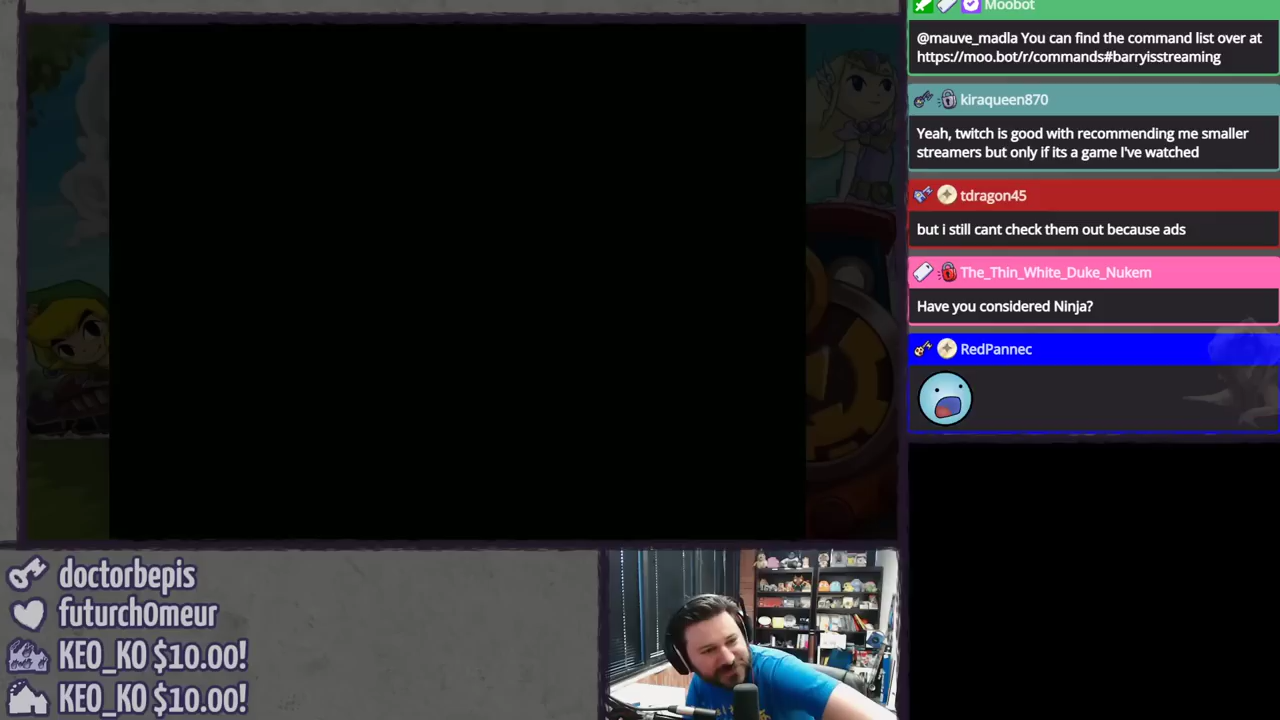 Moobot
@mauve_madla You can find the command list over at
https://moo.bot/r/commands#barryisstreaming
kiraqueen870
Yeah, twitch is good with recommending me smaller
streamers but only if its a game I've watched
tdragon45
but i still cant check them out because ads
The_Thin_White_Duke_Nukem
Have you considered Ninja?
RedPannec
doctorbepis
futurch0meur
KEO_KO $10.00!
KEO_KO $10.00!